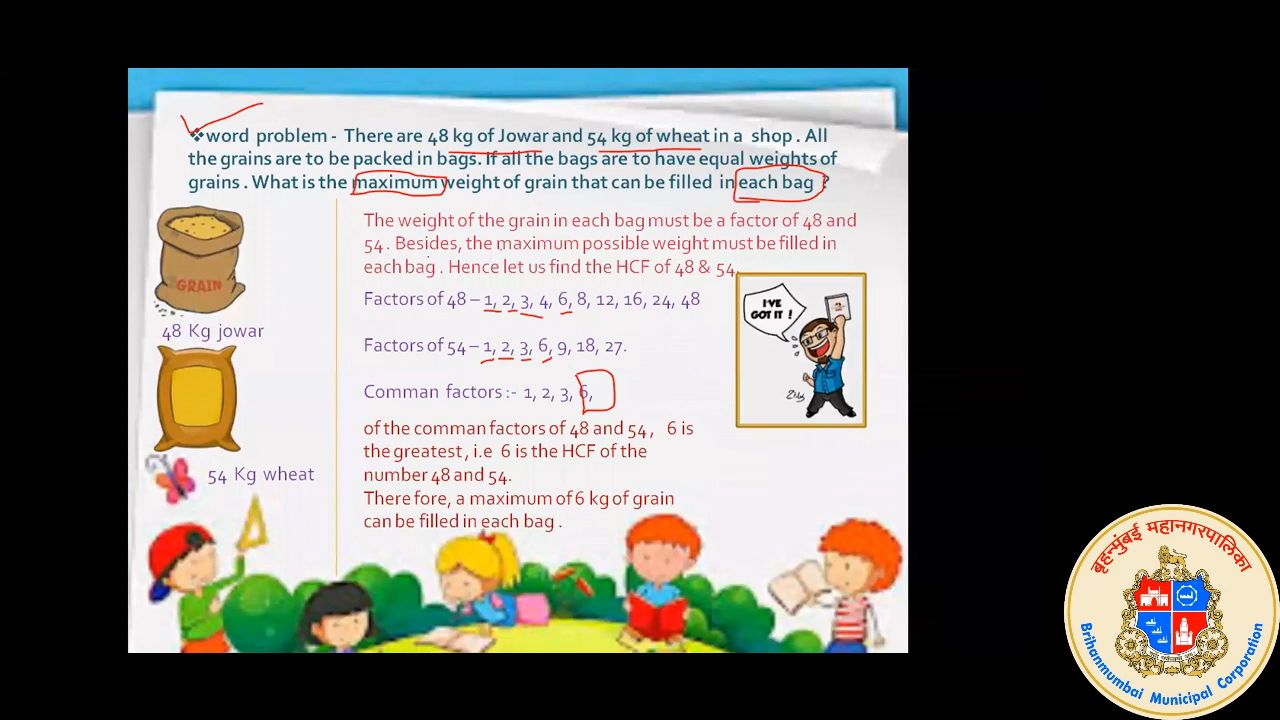 ❖word problem - There are 48 kg of Jowar and 54 kg of wheat in a shop . All
the grains are to be packed in bags. If all the bags are to have equal weights of
grains . What is the maximum weight of grain that can be filled in each bag ?
The weight of the grain in each bag must be a factor of 48 and
54 . Besides, the maximum possible weight must be filled in
each bag . Hence let us find the HCF of 48 & 54.
GRAIN
I'VE
GOT IT !
Factors of 48 – 1, 2, 3, 4, 6, 8, 12, 16, 24, 48
48 Kg jowar
Factors of 54 – 1, 2, 3, 6, 9, 18, 27.
Comman factors :- 1, 2, 3, 6,
of the comman factors of 48 and 54 , 6 is
the greatest , i.e 6 is the HCF of the
number 48 and 54.
54 Kg wheat
There fore, a maximum of 6 kg of grain
can be filled in each bag .
बृहन्मुंबई महानगरपालिका
Brihanmumbai Municipal Corporation